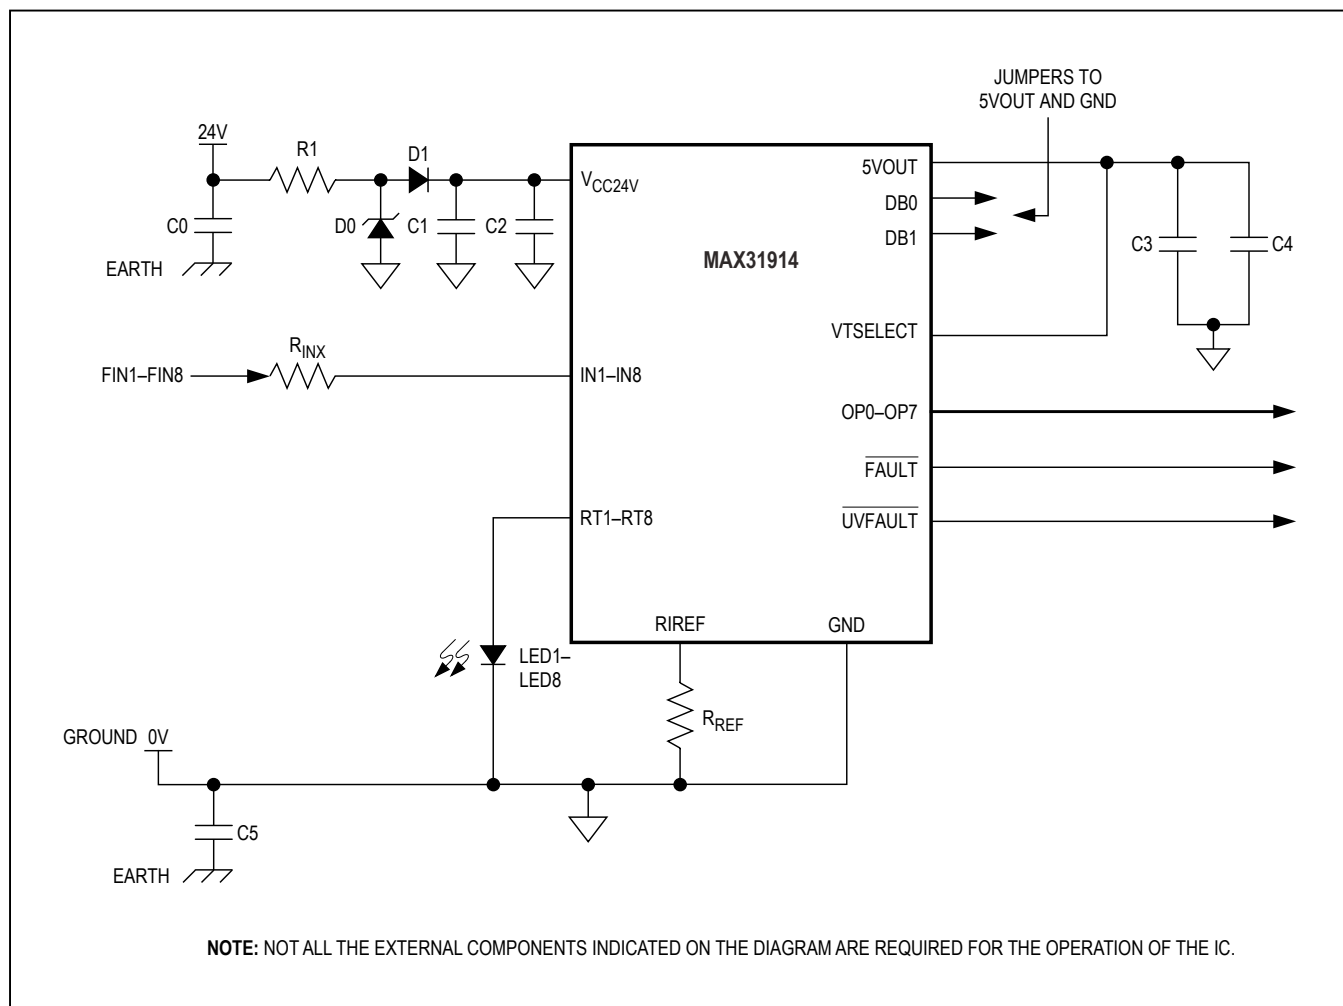 JUMPERS TO
5VOUT AND GND
24V
R1
D1
C0
D0
C1
C2
EARTH
VCC24V
5VOUT
DB0
DB1
MAX31914
C3
C4
VTSELECT
RINX
FIN1–FIN8
IN1–IN8
OP0–OP7
FAULT
RT1–RT8
UVFAULT
RIREF
GND
LED1–
LED8
RREF
GROUND 0V
C5
EARTH
NOTE: NOT ALL THE EXTERNAL COMPONENTS INDICATED ON THE DIAGRAM ARE REQUIRED FOR THE OPERATION OF THE IC.